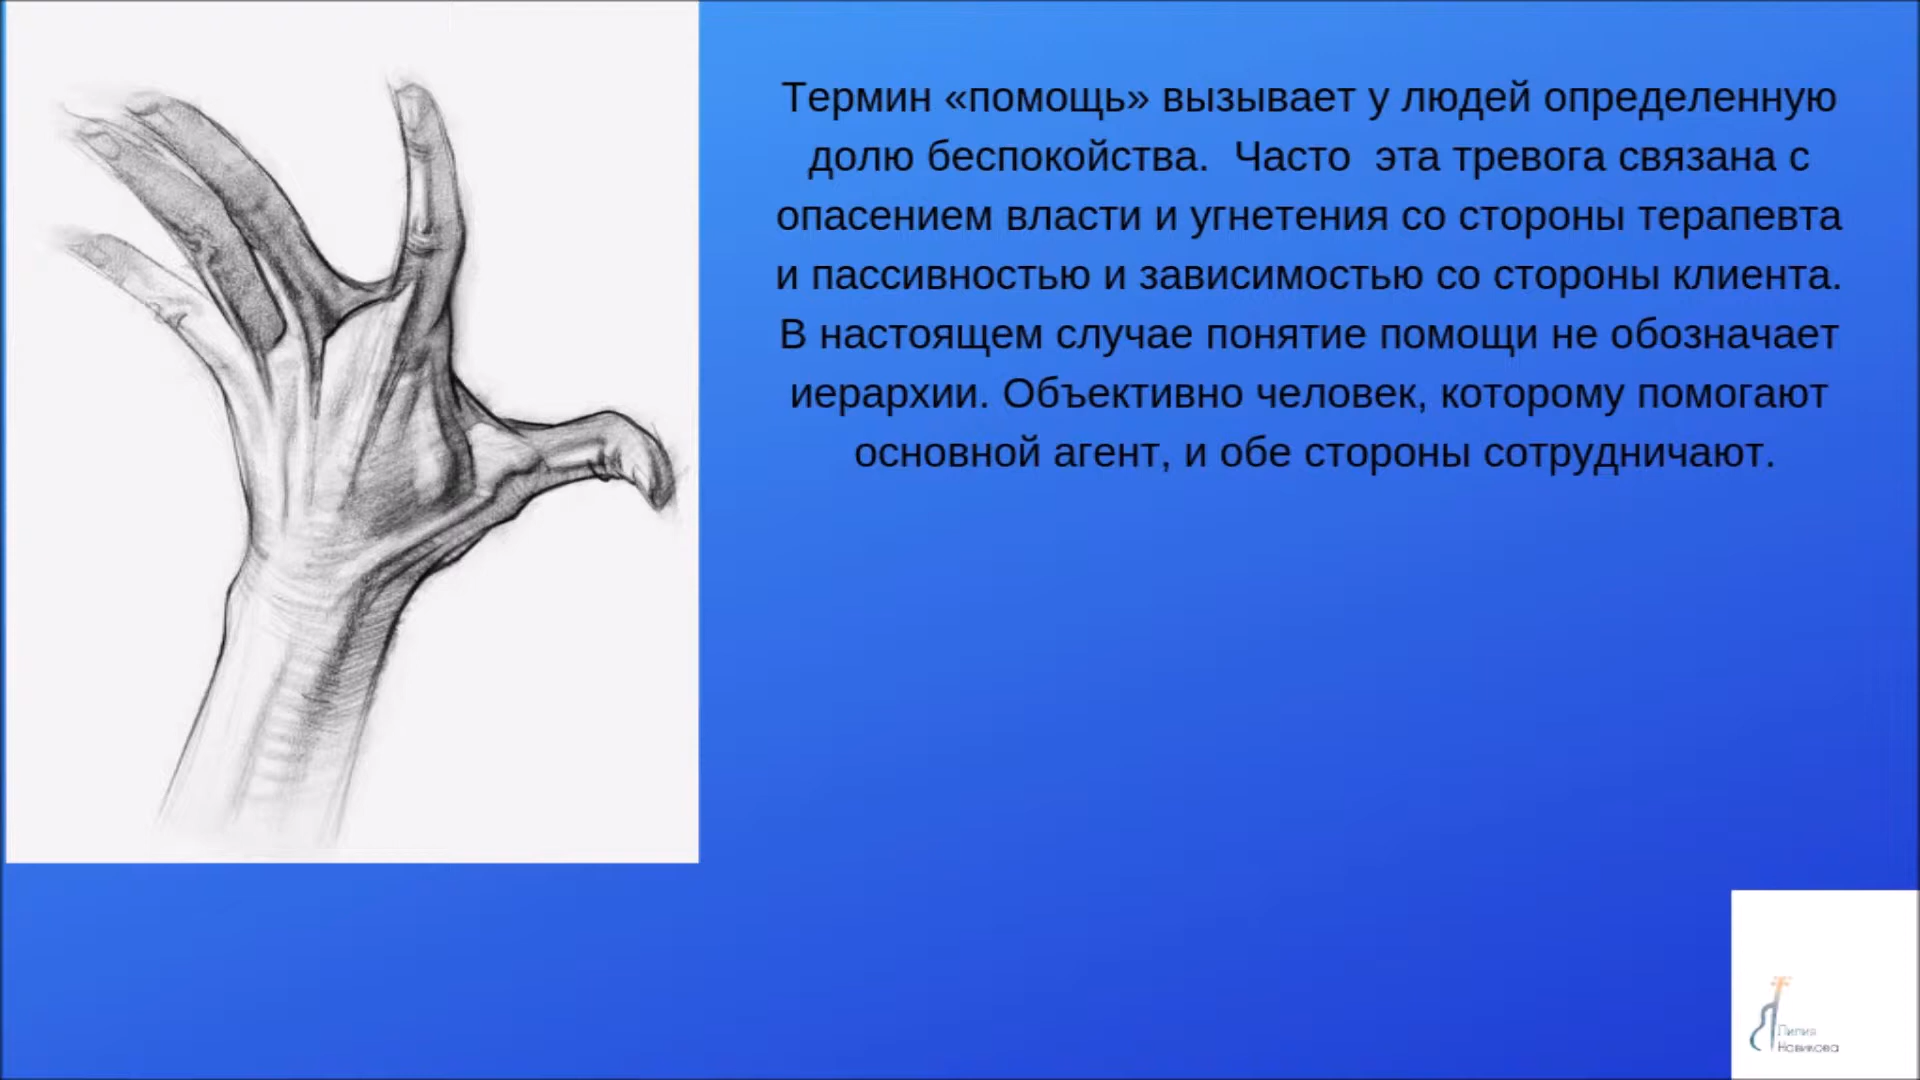 Термин «помощь» вызывает у людей определенную
долю беспокойства.  Часто  эта тревога связана с
опасением власти и угнетения со стороны терапевта
и пассивностью и зависимостью со стороны клиента.
В настоящем случае понятие помощи не обозначает
иерархии. Объективно человек, которому помогают
основной агент, и обе стороны сотрудничают.
Лилия
Новикова